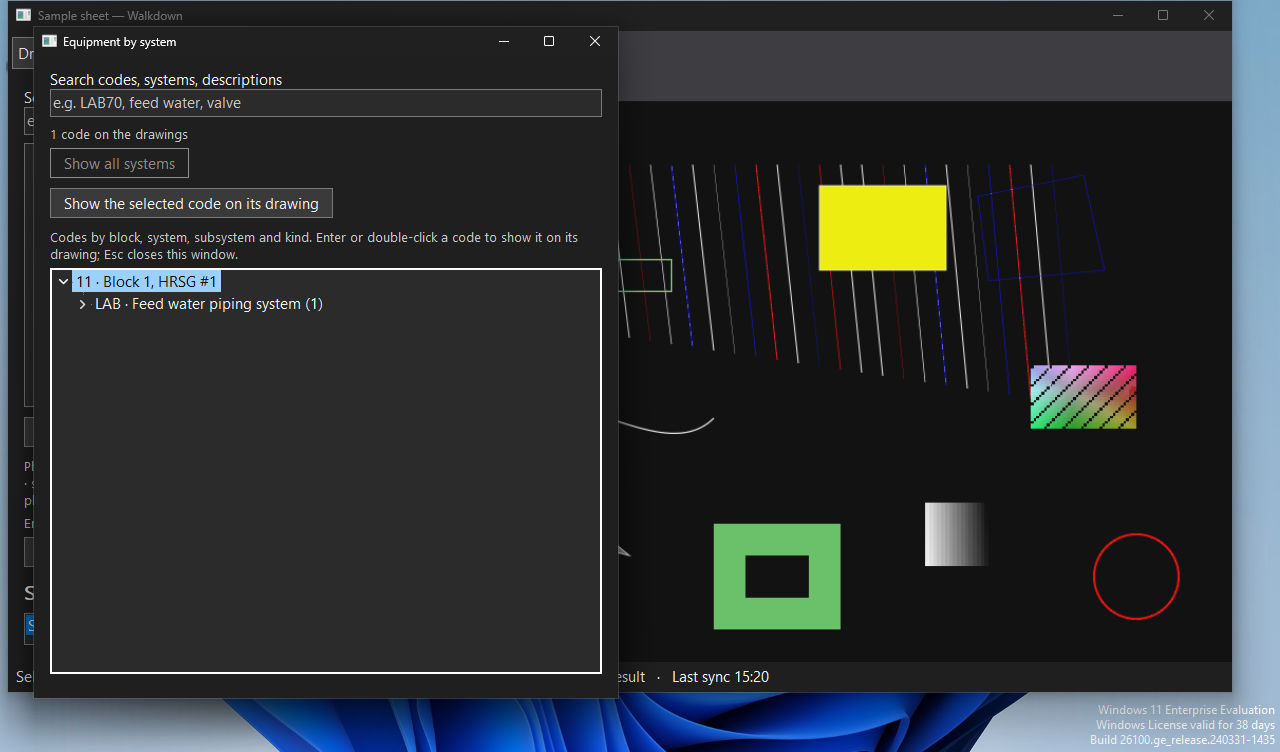 Sample sheet — Walkdown
Equipment by system
Search codes, systems, descriptions
e.g. LAB70, feed water, valve
1 code on the drawings
Show all systems
Show the selected code on its drawing
Codes by block, system, subsystem and kind. Enter or double-click a code to show it on its
drawing; Esc closes this window.
11 · Block 1, HRSG #1
LAB · Feed water piping system (1)
Last sync 15:20
Windows 11 Enterprise Evaluation
Windows License valid for 38 days
Build 26100.ge_release.240331-1435